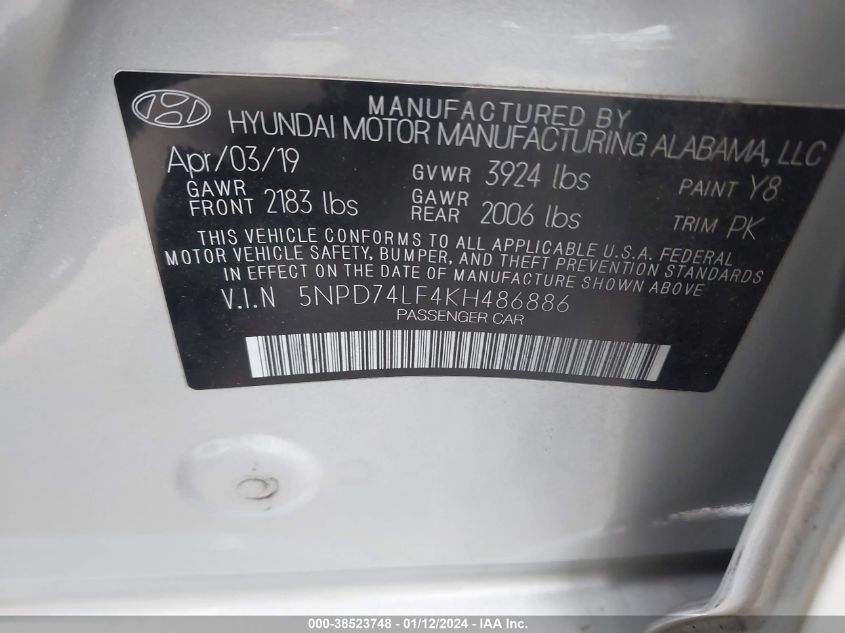 MANUFACTURED BY
HYUNDAI MOTOR MANUFACTURING ALABAMA, LLC
Apr/03/19 GVWR 3924 lbs PAINT Y8
GAWR FRONT 2183 lbs GAWR REAR 2006 lbs TRIM PK
THIS VEHICLE CONFORMS TO ALL APPLICABLE U.S.A. FEDERAL
MOTOR VEHICLE SAFETY, BUMPER, AND THEFT PREVENTION STANDARDS
IN EFFECT ON THE DATE OF MANUFACTURE SHOWN ABOVE
V.I.N 5NPD74LF4KH486886
PASSENGER CAR
000-38523748 - 01/12/2024 - IAA Inc.